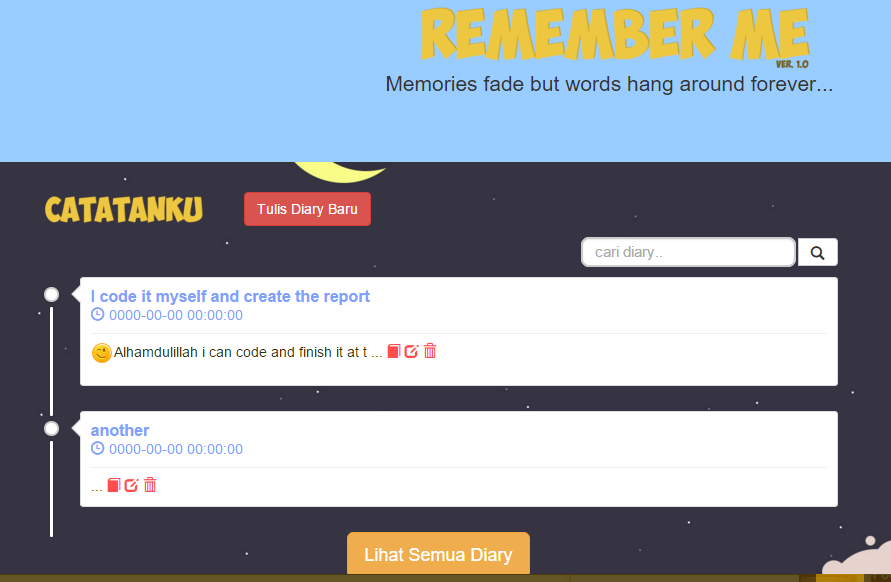 REMEMBER ME
VER. 1.0
Memories fade but words hang around forever...
CATATANKU
Tulis Diary Baru
cari diary..
I code it myself and create the report
0000-00-00 00:00:00
Alhamdulillah i can code and finish it at t ...
another
0000-00-00 00:00:00
...
Lihat Semua Diary